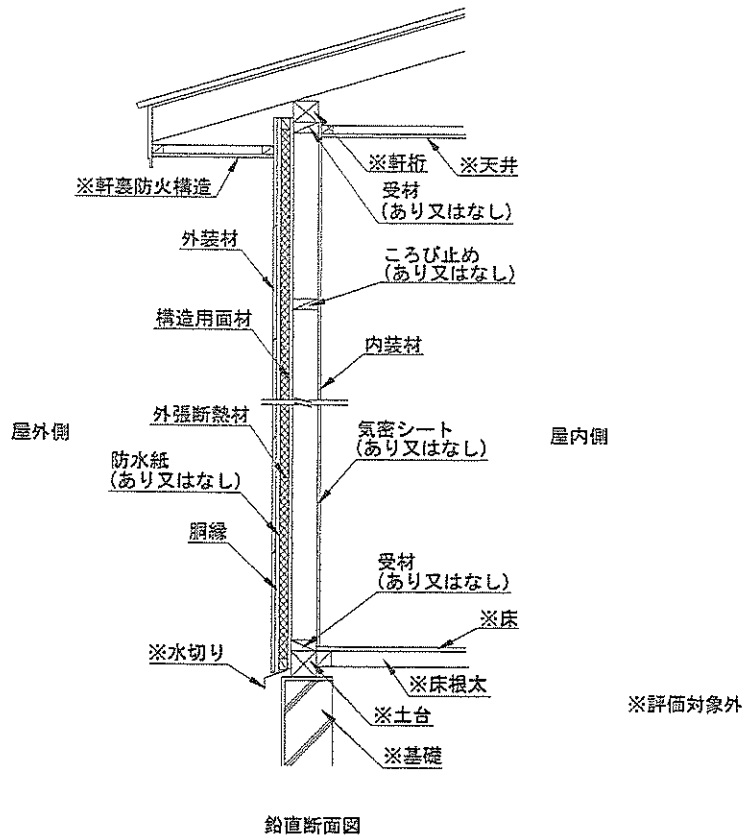 ※軒桁
※天井
※軒裏防火構造
受材
(あり又はなし)
外装材
ころび止め
(あり又はなし)
構造用面材
内装材
屋外側
外張断熱材
気密シート
(あり又はなし)
屋内側
防水紙
(あり又はなし)
胴縁
受材
(あり又はなし)
※床
※水切り
※床根太
※土台
※評価対象外
※基礎
鉛直断面図